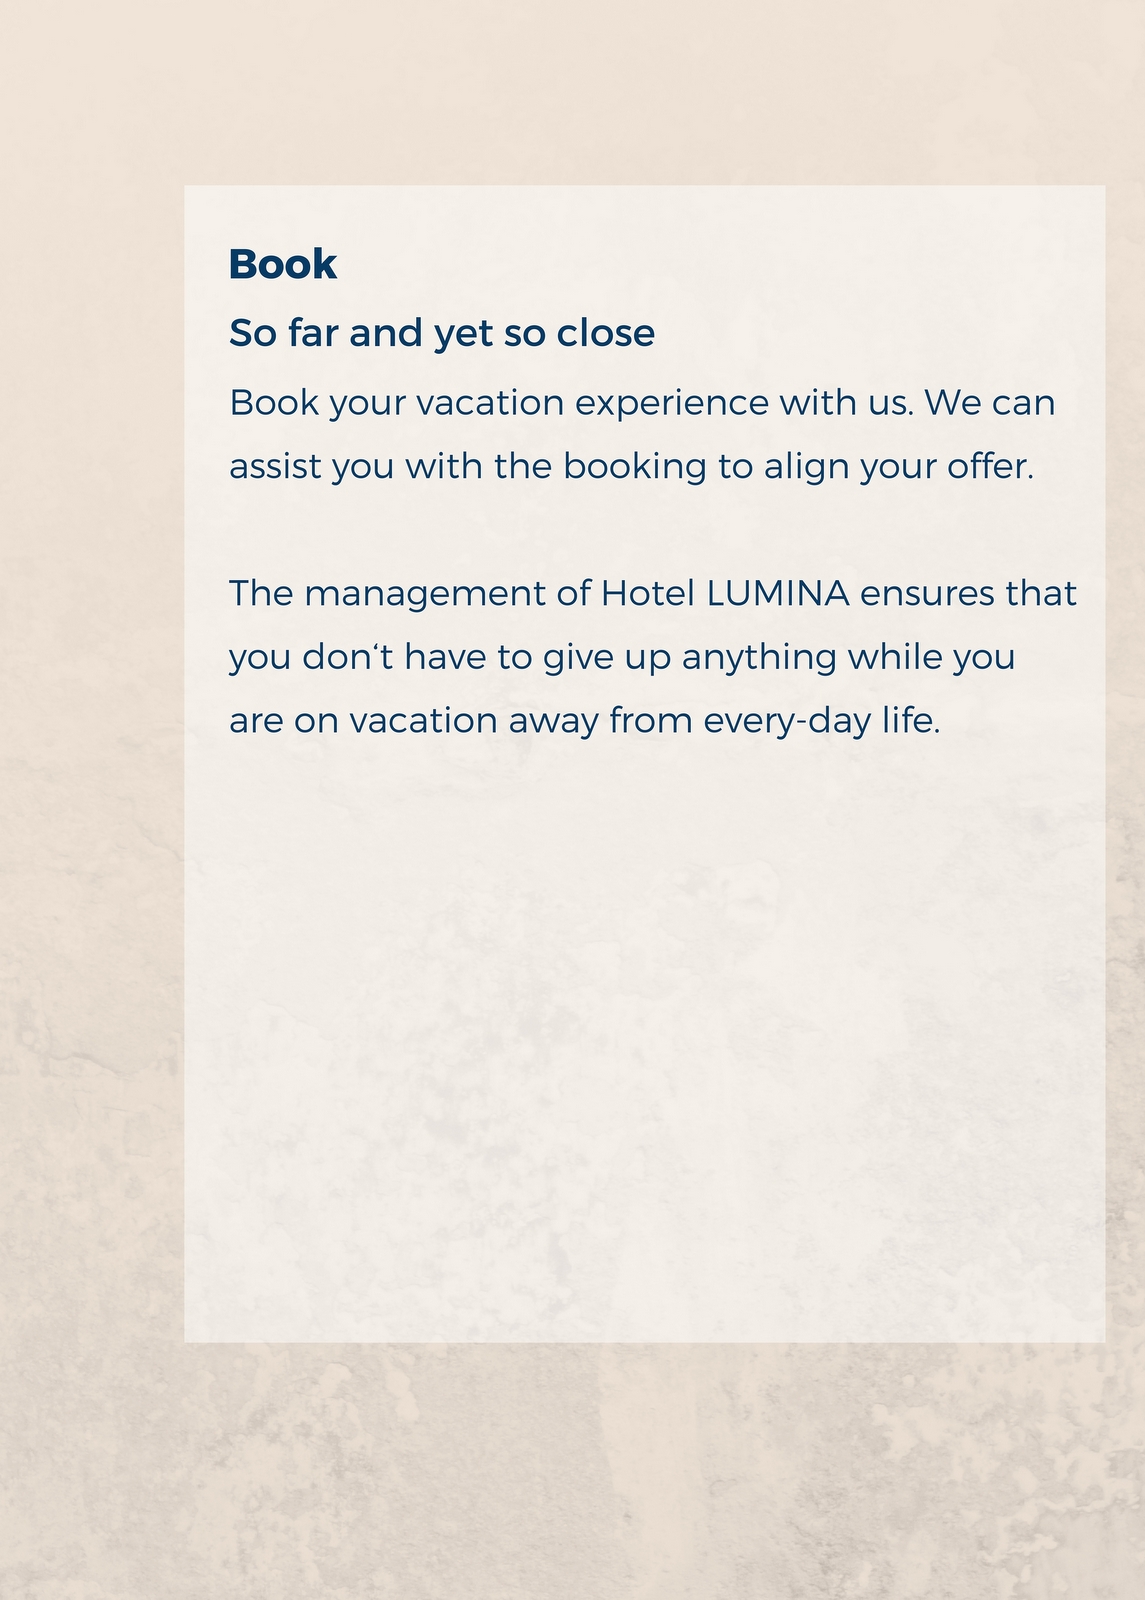 Book
So far and yet so close
Book your vacation experience with us. We can
assist you with the booking to align your offer.
The management of Hotel LUMINA ensures that
you don‘t have to give up anything while you
are on vacation away from every-day life.